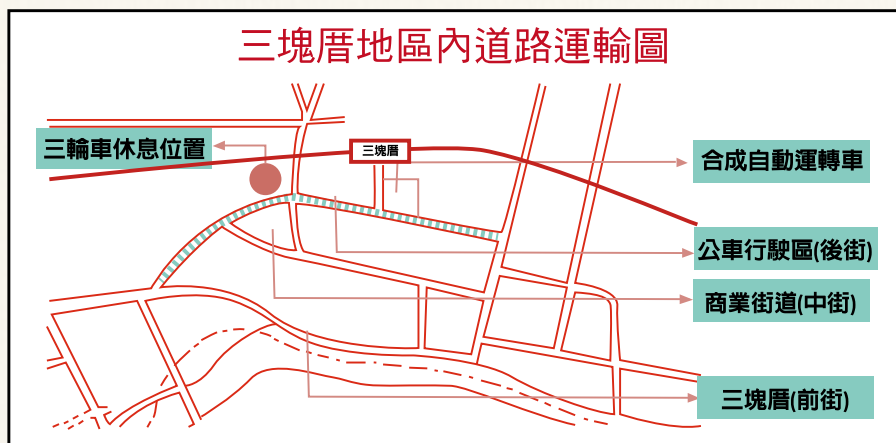 三塊厝地區內道路運輸圖
三輪車休息位置
三塊厝
合成自動運轉車
公車行駛區(後街)
商業街道(中街)
三塊厝(前街)